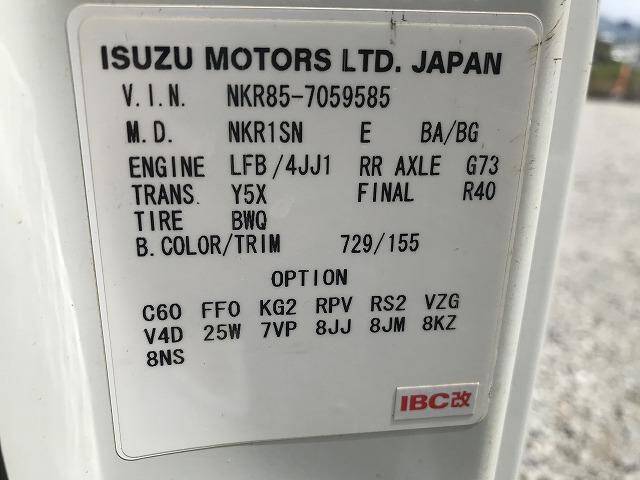 ISUZU MOTORS LTD. JAPAN
V.I.N. NKR85-7059585
M.D. NKR1SN E BA/BG
ENGINE LFB/4JJ1 RR AXLE G73
TRANS. Y5X FINAL R40
TIRE BWQ
B.COLOR/TRIM 729/155
OPTION
C60 FF0 KG2 RPV RS2 VZG
V4D 25W 7VP 8JJ 8JM 8KZ
8NS
IBC改